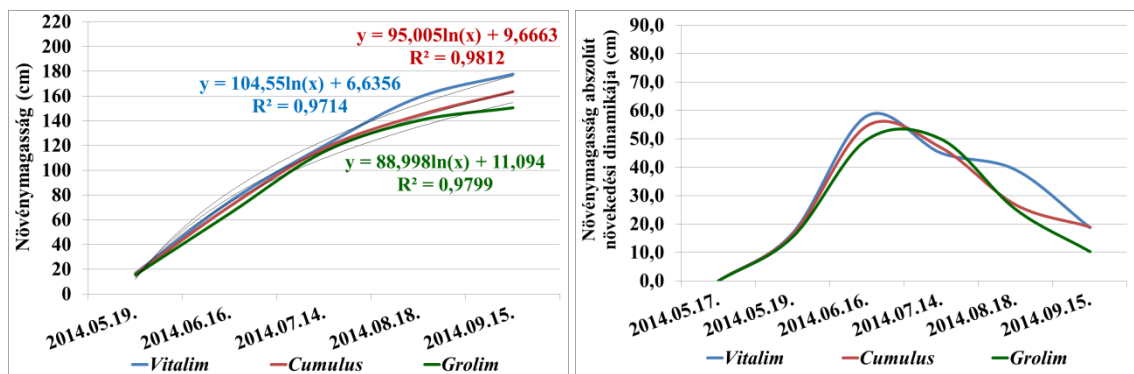 Növénymagasság (cm)
220
200
180
160
140
120
100
80
60
40
20
0
y = 95,005ln(x) + 9,6663
R² = 0,9812
y = 104,55ln(x) + 6,6356
R² = 0,9714
y = 88,998ln(x) + 11,094
R² = 0,9799
2014.05.19.
2014.06.16.
2014.07.14.
2014.08.18.
2014.09.15.
Vitalim
Cumulus
Grolim
Növénymagasság abszolút
növekedési dinamikája (cm)
90,0
80,0
70,0
60,0
50,0
40,0
30,0
20,0
10,0
0,0
2014.05.17.
2014.05.19.
2014.06.16.
2014.07.14.
2014.08.18.
2014.09.15.
Vitalim
Cumulus
Grolim